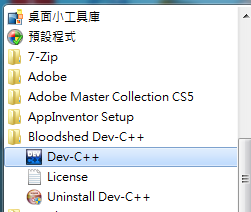 桌面小工具庫
預設程式
7-Zip
Adobe
Adobe Master Collection CS5
AppInventor Setup
Bloodshed Dev-C++
Dev-C++
License
Uninstall Dev-C++